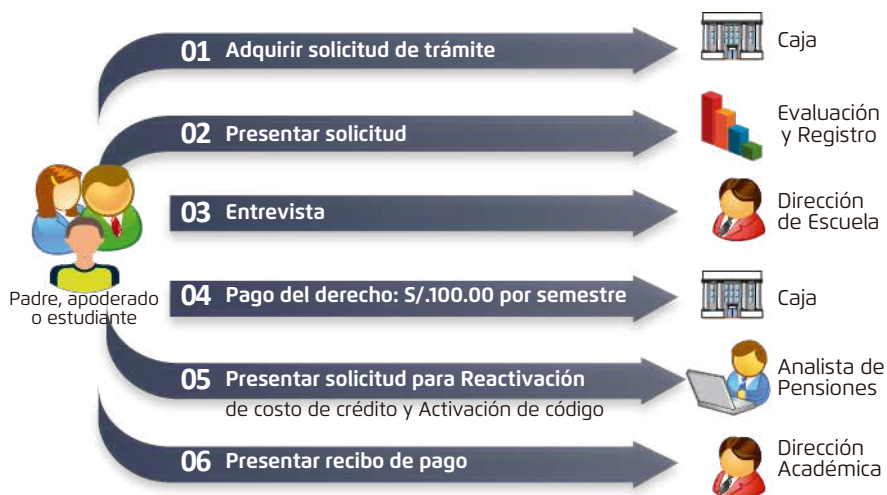 01 Adquirir solicitud de trámite
Caja
02 Presentar solicitud
Evaluación
y Registro
03 Entrevista
Dirección
de Escuela
Padre, apoderado
o estudiante
04 Pago del derecho: S/.100.00 por semestre
Caja
05 Presentar solicitud para Reactivación
de costo de crédito y Activación de código
Analista de
Pensiones
06 Presentar recibo de pago
Dirección
Académica